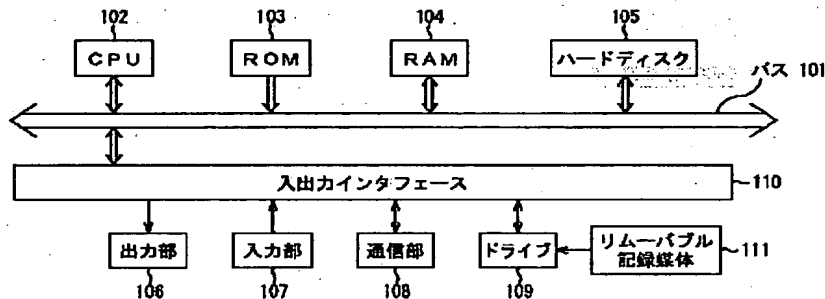 102 103 104 105
CPU ROM RAM ハードディスク
バス 101
入出力インタフェース 110
出力部 入力部 通信部 ドライブ リムーバブル
記録媒体 111
106 107 108 109